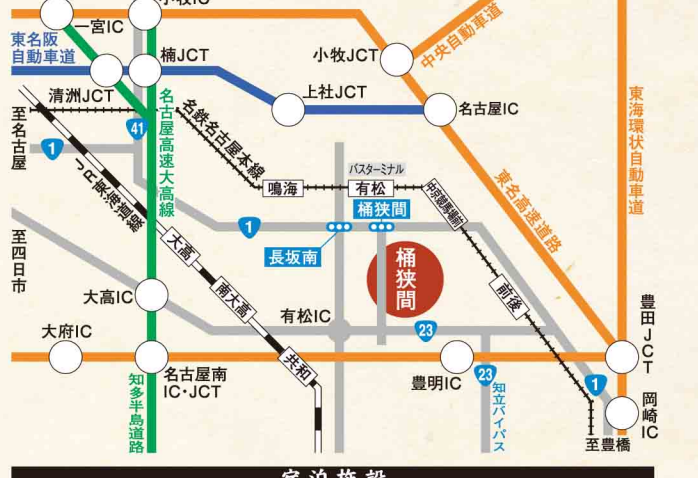 小牧IC
一宮IC
中央自動車道
東名阪
自動車道
楠JCT
小牧JCT
清洲JCT
上社JCT
名古屋IC
東海環状自動車道
至名古屋
41
名古屋高速大高線
名鉄名古屋本線
1
JR東海道線
バスターミナル
鳴海
有松
中京競馬場前
東名高速道路
桶狭間
1
長坂南
桶狭間
至四日市
大高
南大高
前後
大高IC
有松IC
23
豊田JCT
大府IC
共和
名古屋南
IC・JCT
豊明IC
23
知立バイパス
1
岡崎IC
知多半島道路
至豊橋
宿泊施設